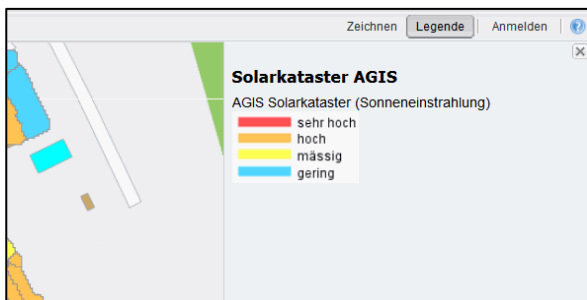 Zeichnen Legende Anmelden ?
Solarkataster AGIS
AGIS Solarkataster (Sonneneinstrahlung)
sehr hoch
hoch
mässig
gering